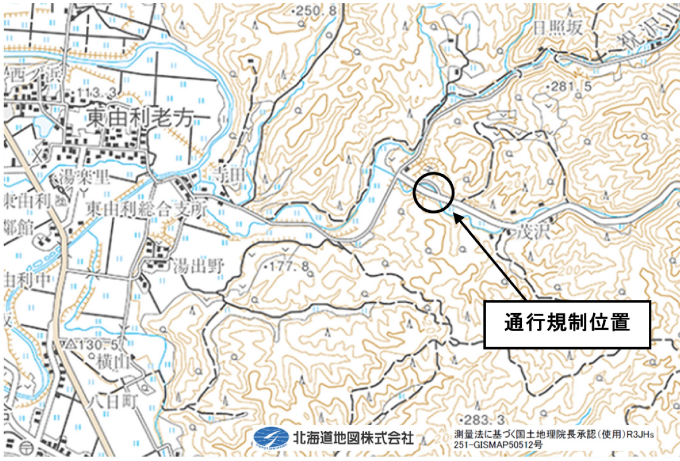 ・250.8
日照坂
祝沢川
西ノ浜
・113.3
東由利老方
・281.5
寺田
湯楽里
東由利
東由利総合支所
郷館
茂沢
湯出野
・177.8
由利中
通行規制位置
130.5
横山
八日町
・283.3
北海道地図株式会社
測量法に基づく国土地理院長承認(使用)R3JHs
251-GISMAP50512号